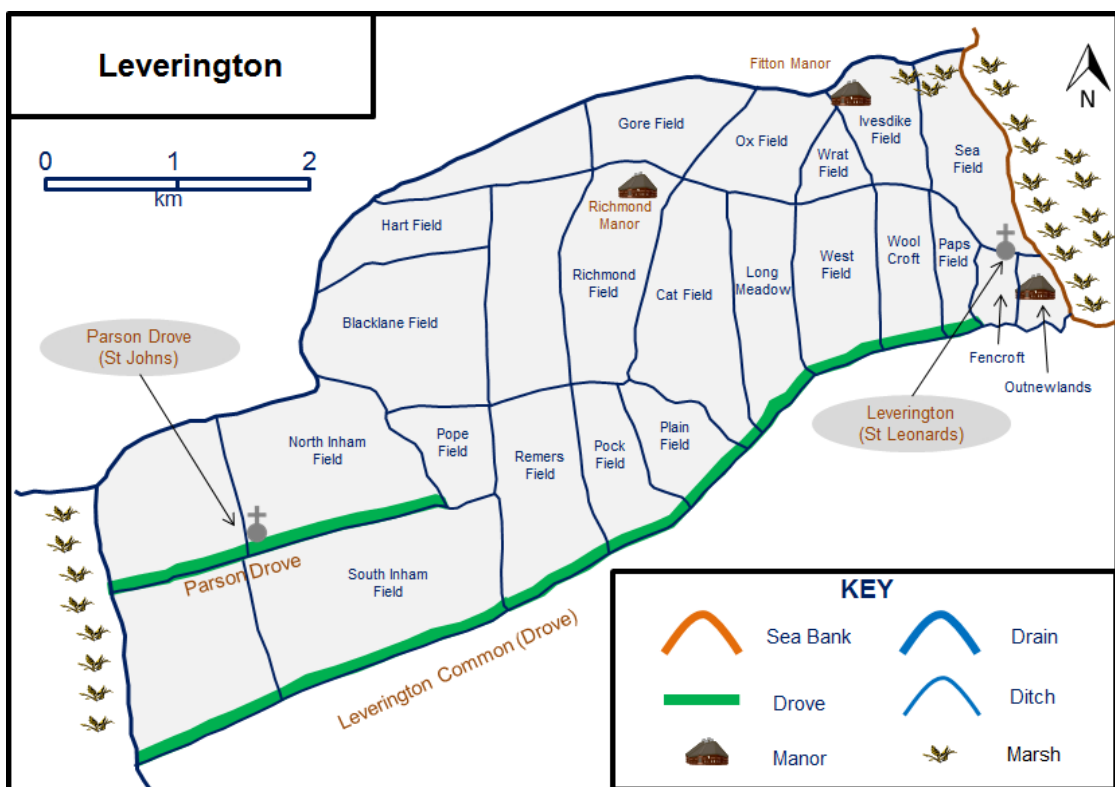 Leverington
0 1 2
km
N
Fitton Manor
Gore Field
Ox Field
Ivesdike
Field
Wrat
Field
Sea
Field
Hart Field
Richmond
Manor
Richmond
Field
Cat Field
Long
Meadow
West
Field
Wool
Croft
Paps
Field
Blacklane Field
Parson Drove
(St Johns)
Fencroft
Outnewlands
Leverington
(St Leonards)
North Inham
Field
Pope
Field
Remers
Field
Pock
Field
Plain
Field
Parson Drove
South Inham
Field
Leverington Common (Drove)
KEY
Sea Bank
Drain
Drove
Ditch
Manor
Marsh